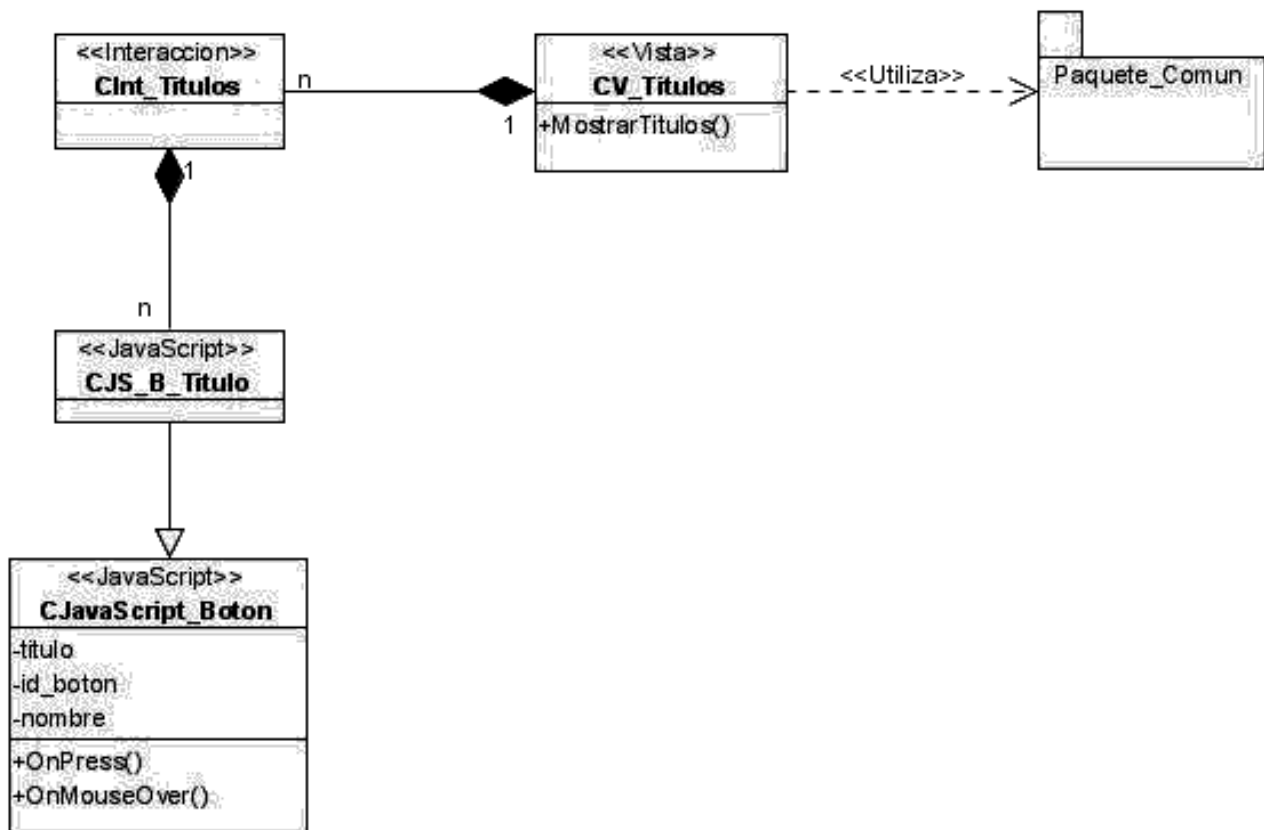 <<Interaccion>>
CInt_Titulos
n
1
<<Vista>>
CV_Titulos
1
+MostrarTitulos()
<<Utiliza>>
Paquete_Comun
n
<<JavaScript>>
CJS_B_Titulo
<<JavaScript>>
CJavaScript_Boton
-titulo
-id_boton
-nombre
+OnPress()
+OnMouseOver()